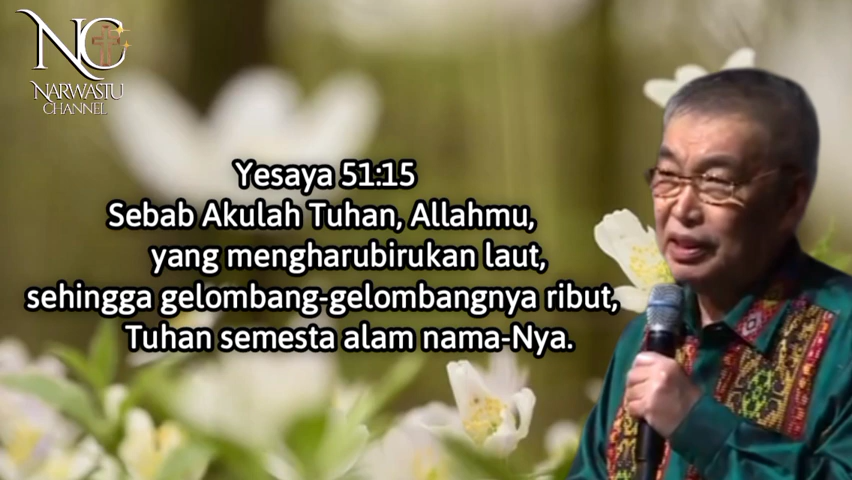 NC
NARWASTU
CHANNEL
Yesaya 51:15
Sebab Akulah Tuhan, Allahmu,
yang mengharubirukan laut,
sehingga gelombang-gelombangnya ribut,
Tuhan semesta alam nama-Nya.